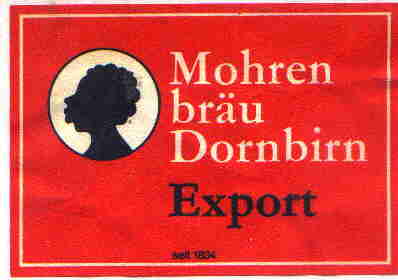 Mohren
bräu
Dornbirn
Export
seit 1834